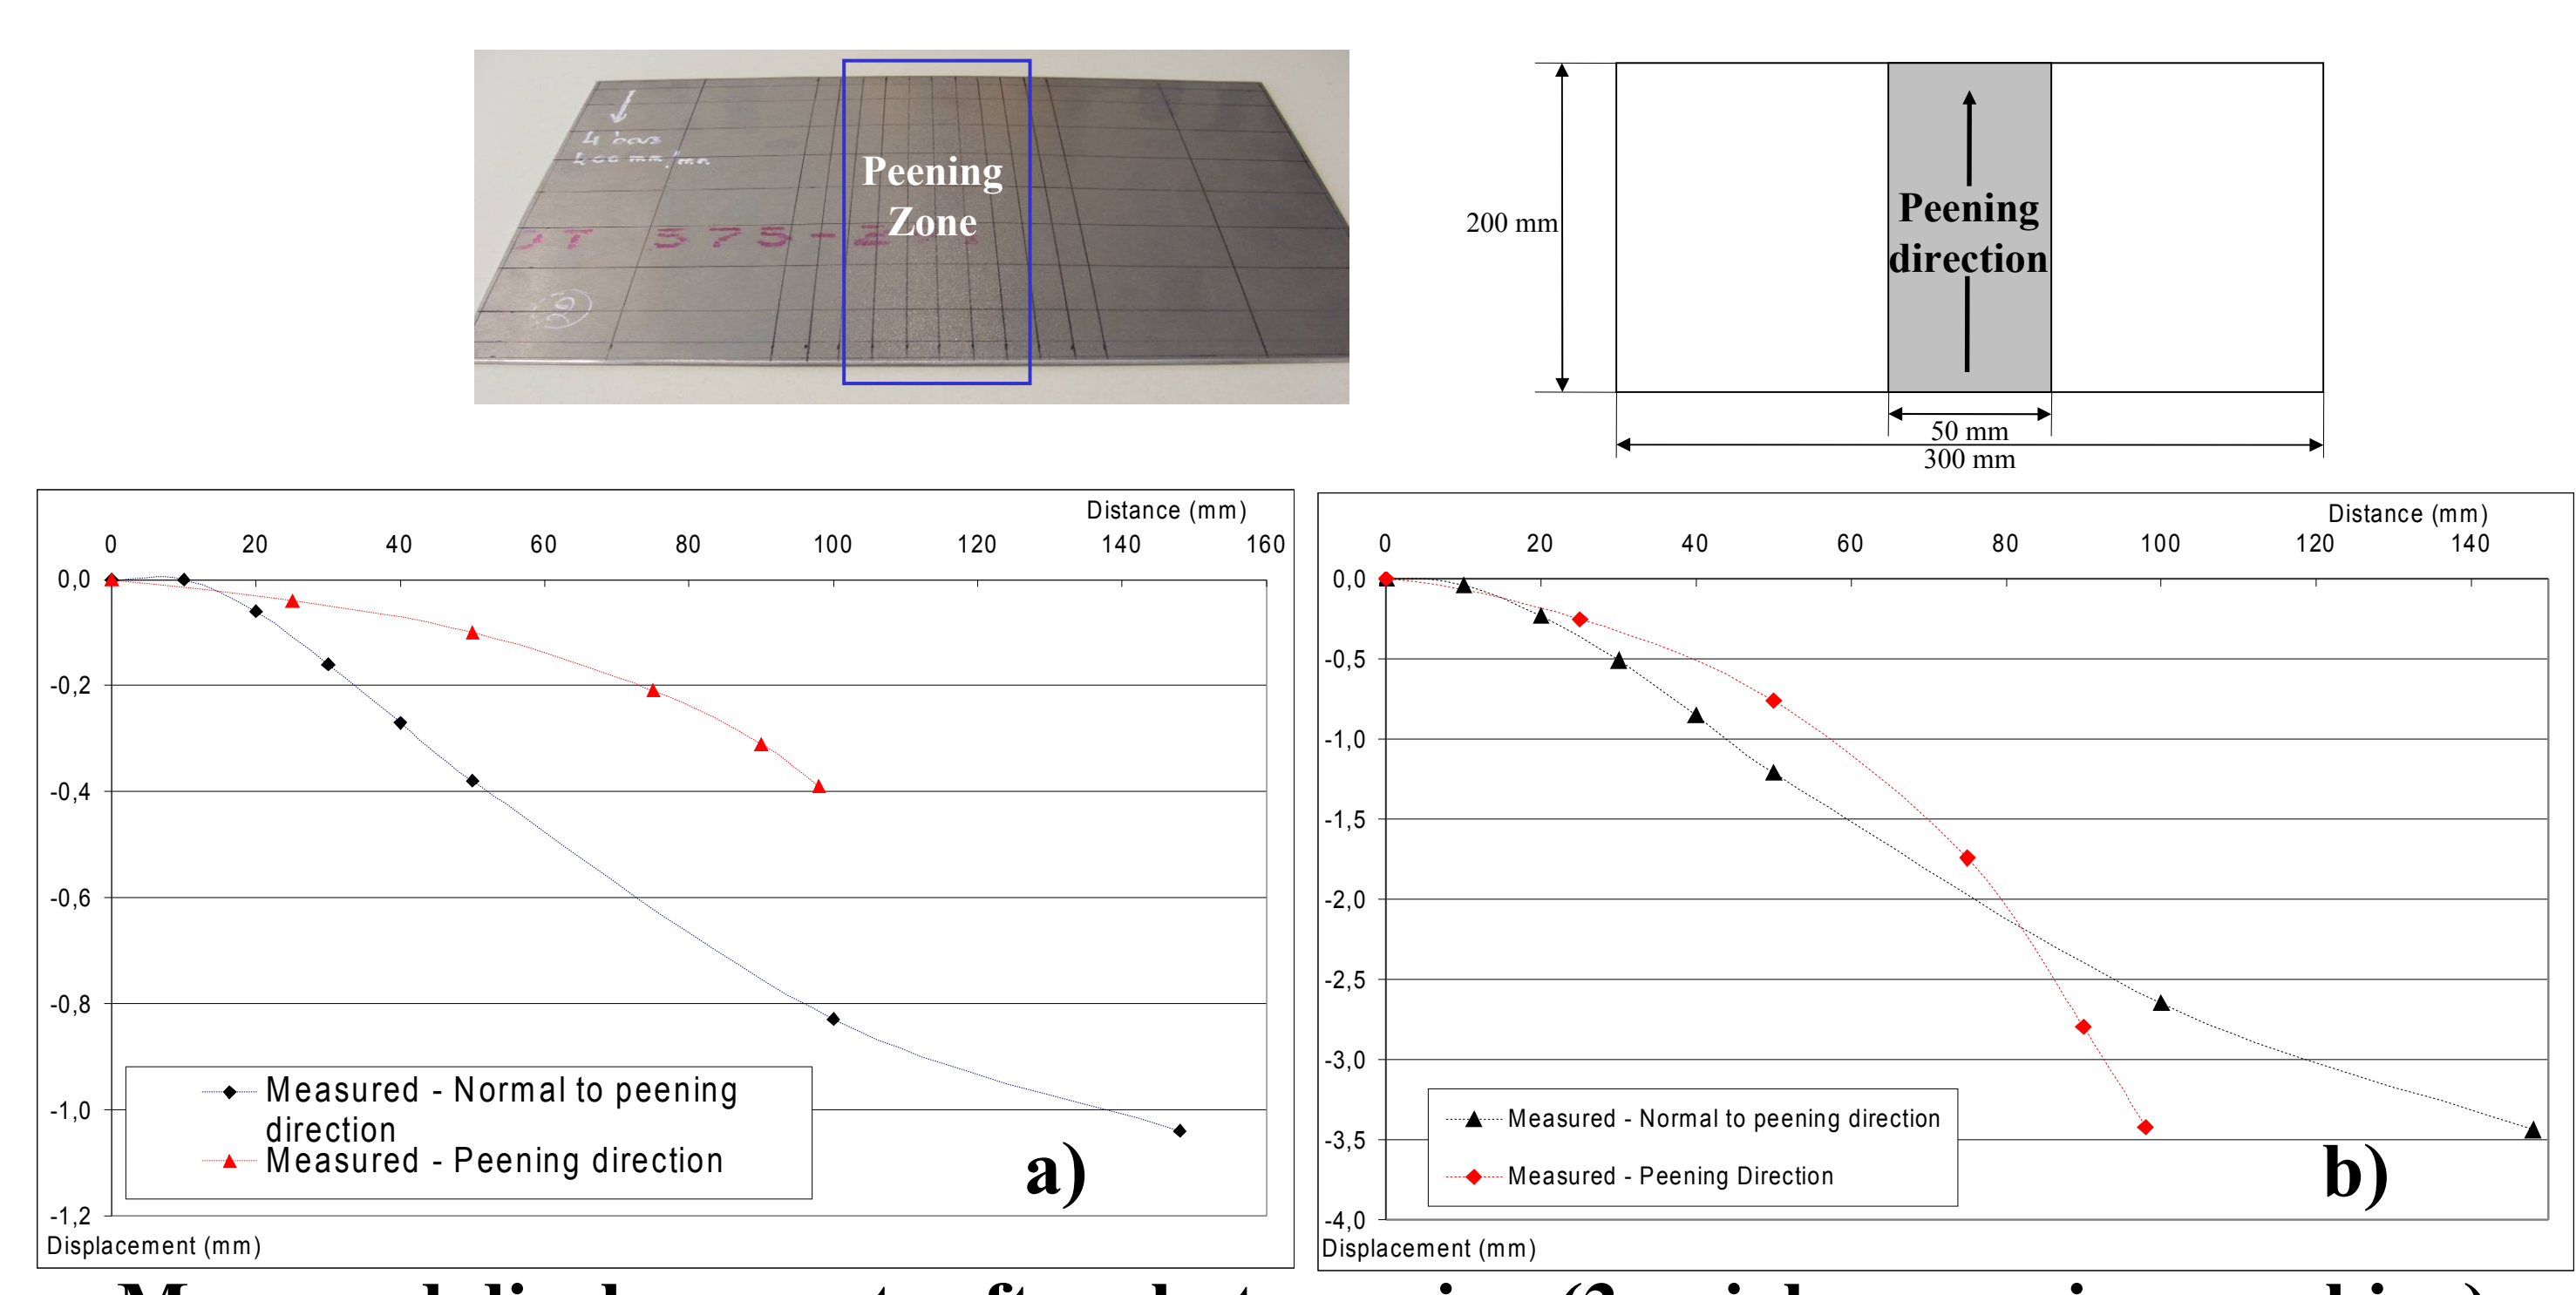 4 bars
Peening
Zone
575-2
200 mm
Peening
direction
50 mm
300 mm
Distance (mm)
0 20 40 60 80 100 120 140 160
0,0
-0,2
-0,4
-0,6
-0,8
-1,0
-1,2
Measured - Normal to peening
direction
Measured - Peening direction
a)
Displacement (mm)
Distance (mm)
0 20 40 60 80 100 120 140
0,0
-0,5
-1,0
-1,5
-2,0
-2,5
-3,0
-3,5
-4,0
Measured - Normal to peening direction
Measured - Peening Direction
b)
Displacement (mm)